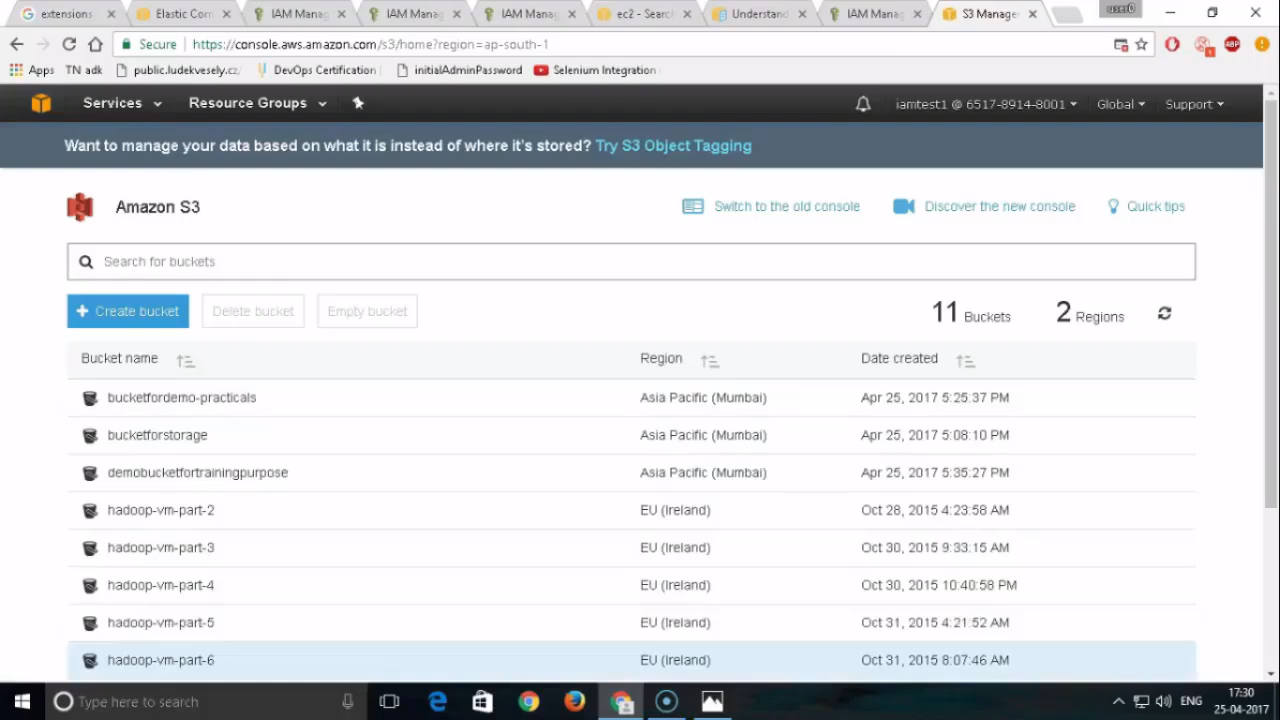 extensions Elastic Com IAM Manag IAM Manag IAM Manag ec2 - Searc Understand IAM Manag S3 Manage user0
Secure https://console.aws.amazon.com/s3/home?region=ap-south-1 ABP
Apps TN adk public.ludekvesely.cz/ DevOps Certification initialAdminPassword Selenium Integration
Services Resource Groups iamtest1 @ 6517-8914-8001 Global Support
Want to manage your data based on what it is instead of where it's stored? Try S3 Object Tagging
Amazon S3 Switch to the old console Discover the new console Quick tips
Search for buckets
+ Create bucket Delete bucket Empty bucket 11 Buckets 2 Regions
Bucket name Region Date created
bucketfordemo-practicals Asia Pacific (Mumbai) Apr 25, 2017 5:25:37 PM
bucketforstorage Asia Pacific (Mumbai) Apr 25, 2017 5:08:10 PM
demobucketfortrainingpurpose Asia Pacific (Mumbai) Apr 25, 2017 5:35:27 PM
hadoop-vm-part-2 EU (Ireland) Oct 28, 2015 4:23:58 AM
hadoop-vm-part-3 EU (Ireland) Oct 30, 2015 9:33:15 AM
hadoop-vm-part-4 EU (Ireland) Oct 30, 2015 10:40:58 PM
hadoop-vm-part-5 EU (Ireland) Oct 31, 2015 4:21:52 AM
hadoop-vm-part-6 EU (Ireland) Oct 31, 2015 8:07:46 AM
Type here to search ENG 17:30
25-04-2017